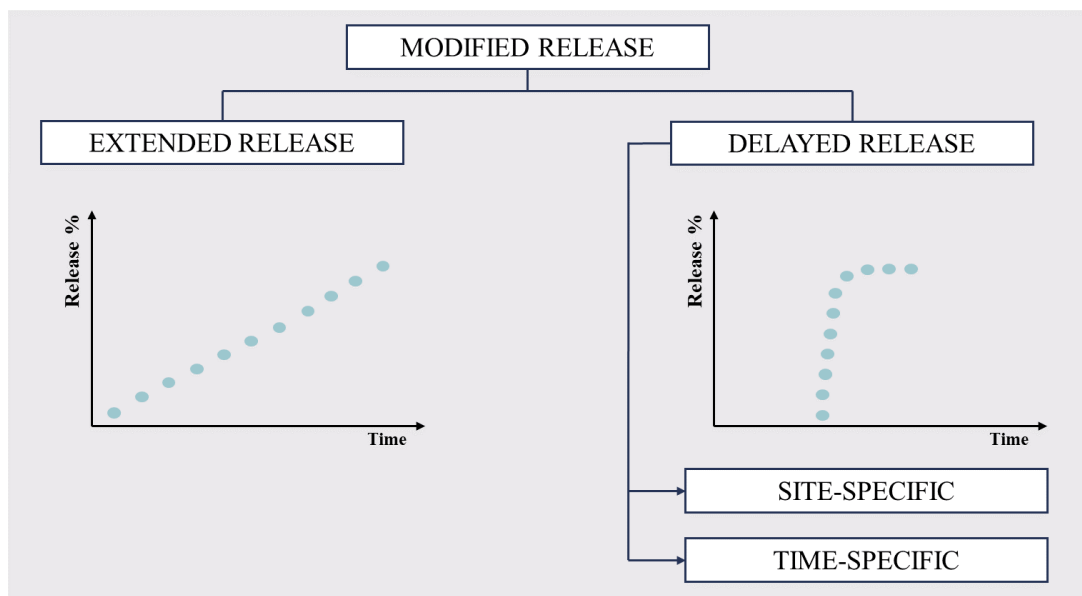 MODIFIED RELEASE
EXTENDED RELEASE
DELAYED RELEASE
Release %
Time
Release %
Time
SITE-SPECIFIC
TIME-SPECIFIC